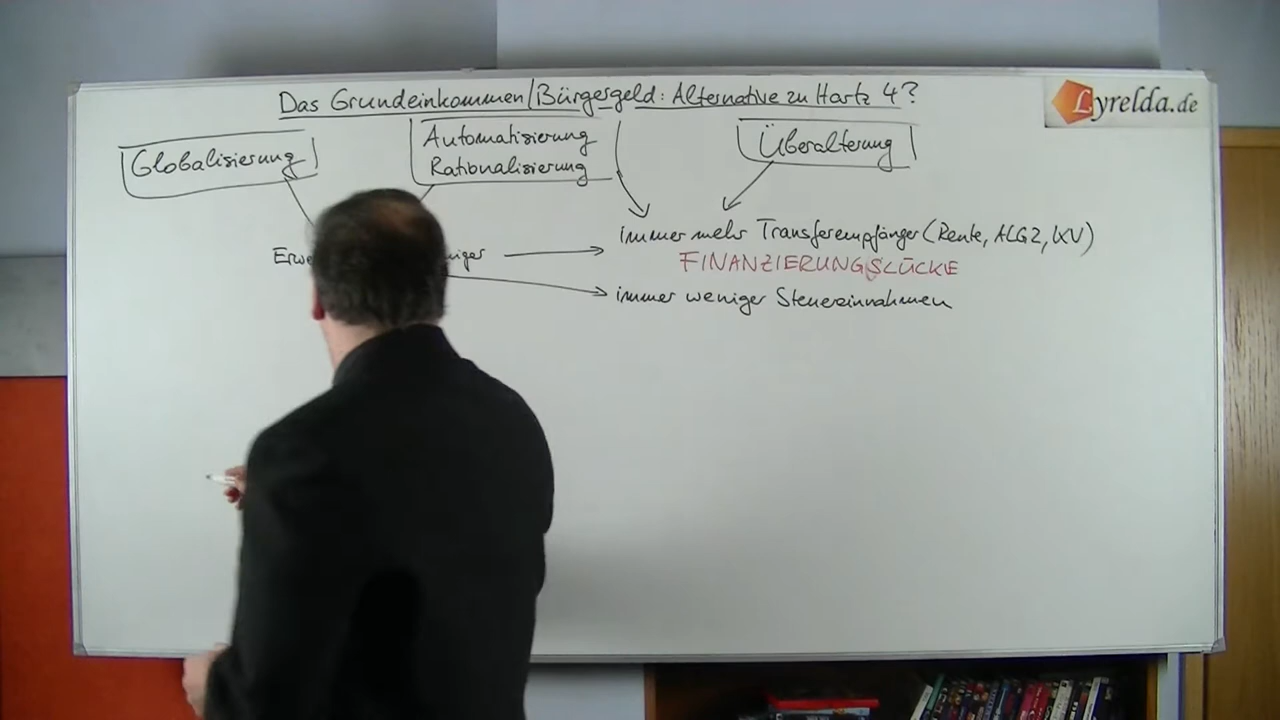 Das Grundeinkommen/Bürgergeld: Alternative zu Hartz 4?
Lyrelda.de
Globalisierung
Automatisierung
Rationalisierung
Überalterung
immer mehr Transferempfänger (Rente, ALG2, KV)
FINANZIERUNGSLÜCKE
immer weniger Steuereinnahmen